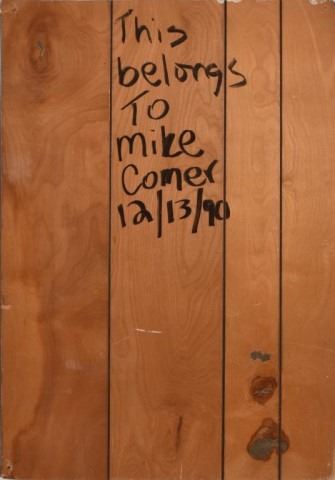 This
belongs
To
mike
Comer
12/13/90